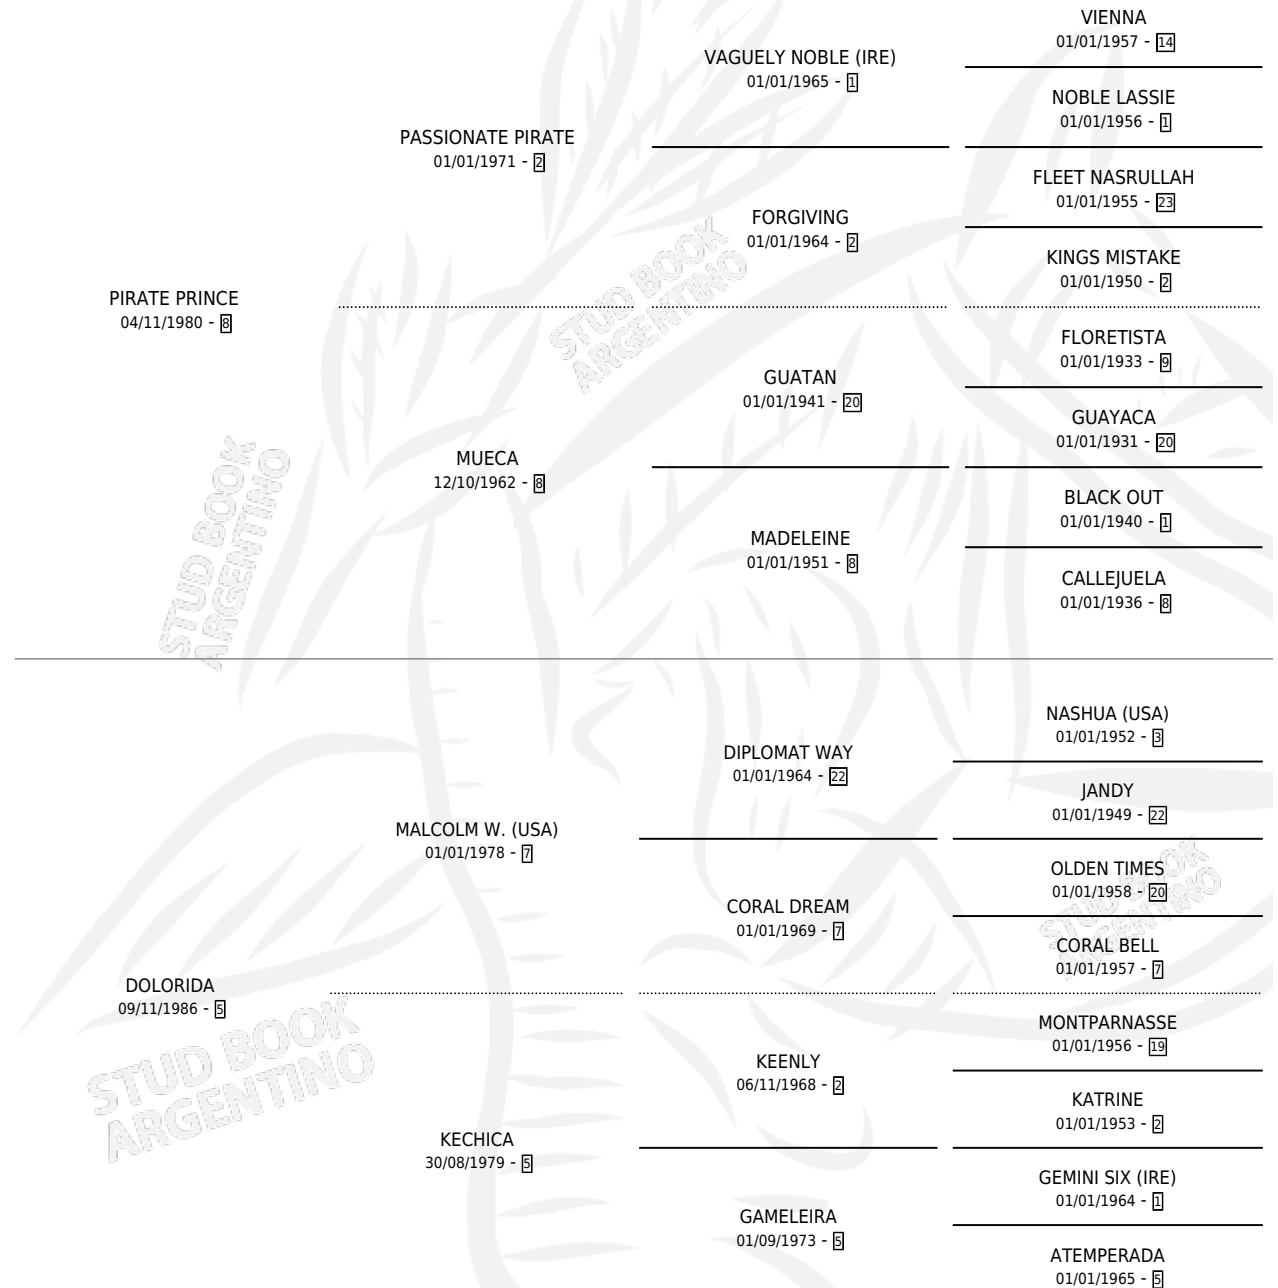 VIENNA
01/01/1957 - 14
VAGUELY NOBLE (IRE)
01/01/1965 - 1
NOBLE LASSIE
01/01/1956 - 1
PASSIONATE PIRATE
01/01/1971 - 2
FLEET NASRULLAH
01/01/1955 - 23
FORGIVING
01/01/1964 - 2
KINGS MISTAKE
01/01/1950 - 2
PIRATE PRINCE
04/11/1980 - 8
FLORETISTA
01/01/1933 - 9
GUATAN
01/01/1941 - 20
GUAYACA
01/01/1931 - 20
MUECA
12/10/1962 - 8
BLACK OUT
01/01/1940 - 1
MADELEINE
01/01/1951 - 8
CALLEJUELA
01/01/1936 - 8
STUD BOOK
ARGENTINO
STUD BOOK
ARGENTINO
NASHUA (USA)
01/01/1952 - 3
DIPLOMAT WAY
01/01/1964 - 22
JANDY
01/01/1949 - 22
MALCOLM W. (USA)
01/01/1978 - 7
OLDEN TIMES
01/01/1958 - 20
CORAL DREAM
01/01/1969 - 7
CORAL BELL
01/01/1957 - 7
DOLORIDA
09/11/1986 - 5
MONTPARNASSE
01/01/1956 - 19
KEENLY
06/11/1968 - 2
KATRINE
01/01/1953 - 2
KECHICA
30/08/1979 - 5
GEMINI SIX (IRE)
01/01/1964 - 1
GAMELEIRA
01/09/1973 - 5
ATEMPERADA
01/01/1965 - 5
STUD BOOK
ARGENTINO
STUD BOOK
ARGENTINO